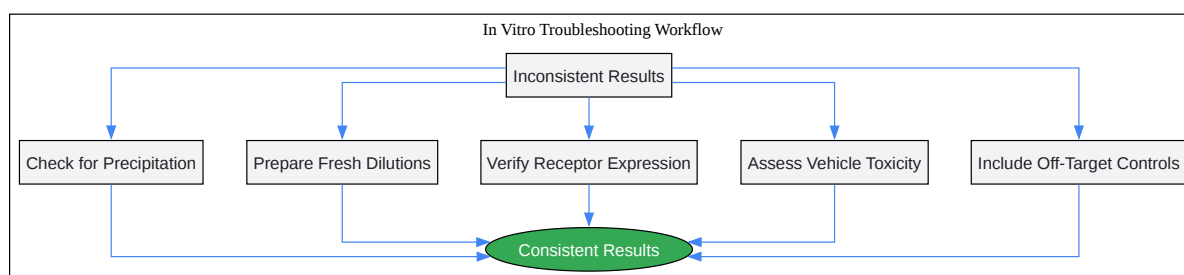 In Vitro Troubleshooting Workflow
Inconsistent Results
Check for Precipitation
Prepare Fresh Dilutions
Verify Receptor Expression
Assess Vehicle Toxicity
Include Off-Target Controls
Consistent Results